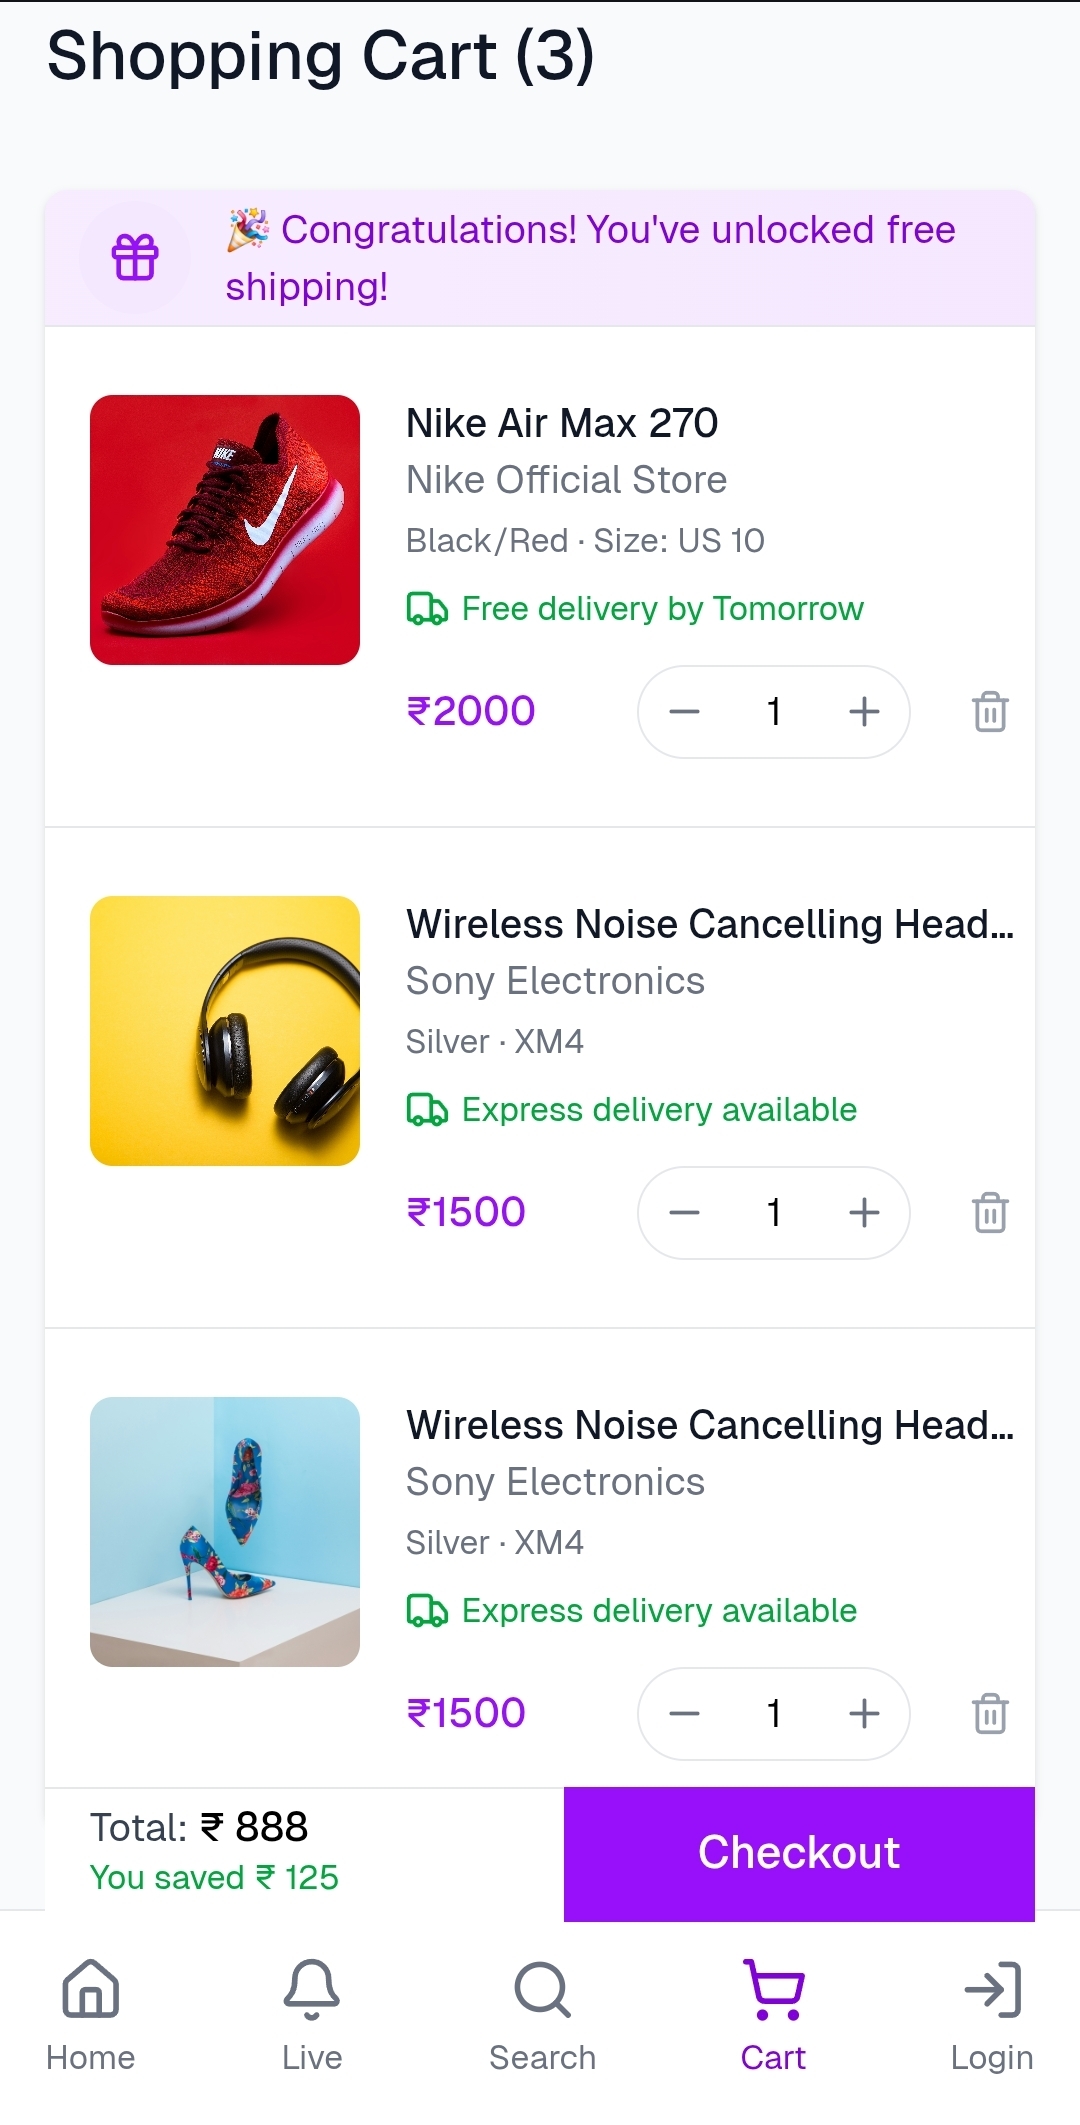 Shopping Cart (3)
🎉 Congratulations! You've unlocked free
shipping!
NIKE
Nike Air Max 270
Nike Official Store
Black/Red · Size: US 10
Free delivery by Tomorrow
₹2000
1
Wireless Noise Cancelling Head...
Sony Electronics
Silver · XM4
Express delivery available
₹1500
1
Wireless Noise Cancelling Head...
Sony Electronics
Silver · XM4
Express delivery available
₹1500
1
Total: ₹ 888
You saved ₹ 125
Checkout
Home
Live
Search
Cart
Login